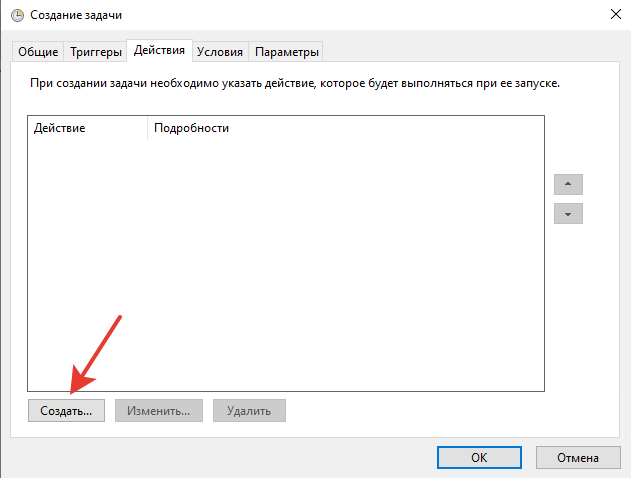 Создание задачи
Общие Триггеры Действия Условия Параметры
При создании задачи необходимо указать действие, которое будет выполняться при ее запуске.
Действие Подробности
Создать... Изменить... Удалить
OK Отмена